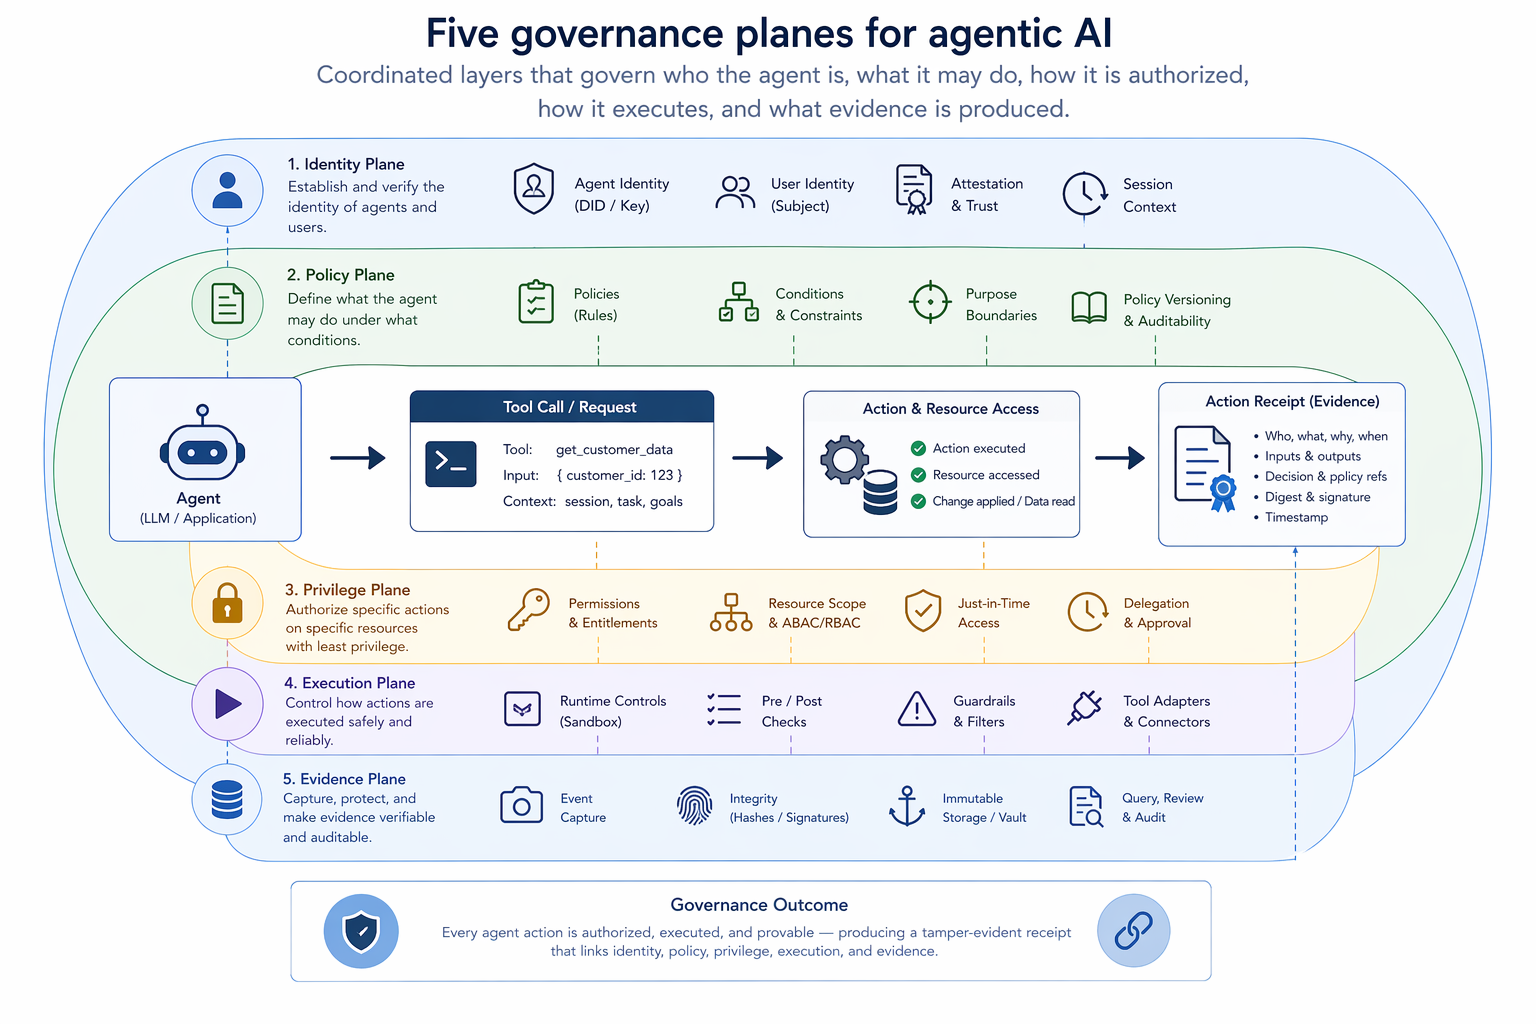 Five governance planes for agentic AI
Coordinated layers that govern who the agent is, what it may do, how it is authorized,
how it executes, and what evidence is produced.
1. Identity Plane
Establish and verify the
identity of agents and
users.
Agent Identity
(DID / Key)
User Identity
(Subject)
Attestation
& Trust
Session
Context
2. Policy Plane
Define what the agent
may do under what
conditions.
Policies
(Rules)
Conditions
& Constraints
Purpose
Boundaries
Policy Versioning
& Auditability
Agent
(LLM / Application)
Tool Call / Request
Tool: get_customer_data
Input: { customer_id: 123 }
Context: session, task, goals
Action & Resource Access
Action executed
Resource accessed
Change applied / Data read
Action Receipt (Evidence)
• Who, what, why, when
• Inputs & outputs
• Decision & pplicy refs
• Digest & signature
• Timestamp
3. Privilege Plane
Authorize specific actions
on specific resources
with least privilege.
Permissions
& Entitlements
Resource Scope
& ABAC/RBAC
Just-in-Time
Access
Delegation
& Approval
4. Execution Plane
Control how actions are
executed safely and
reliably.
Runtime Controls
(Sandbox)
Pre / Post
Checks
Guardrails
& Filters
Tool Adapters
& Connectors
5. Evidence Plane
Capture, protect, and
make evidence verifiable
and auditable.
Event
Capture
Integrity
(Hashes / Signatures)
Immutable
Storage / Vault
Query, Review
& Audit
Governance Outcome
Every agent action is authorized, executed, and provable — producing a tamper-evident receipt
that links identity, policy, privilege, execution, and evidence.